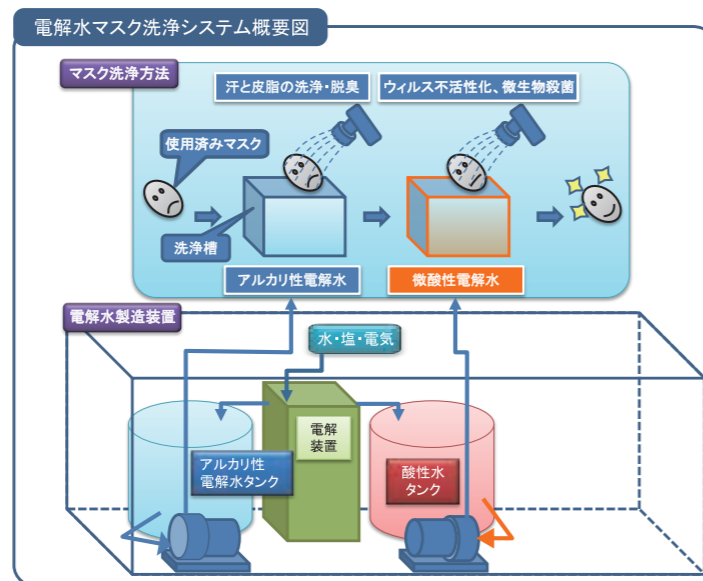 電解水マスク洗浄システム概要図
マスク洗浄方法
汗と皮脂の洗浄・脱臭
ウィルス不活性化、微生物殺菌
使用済みマスク
洗浄槽
アルカリ性電解水
微酸性電解水
電解水製造装置
水・塩・電気
電解
装置
アルカリ性
電解水タンク
酸性水
タンク